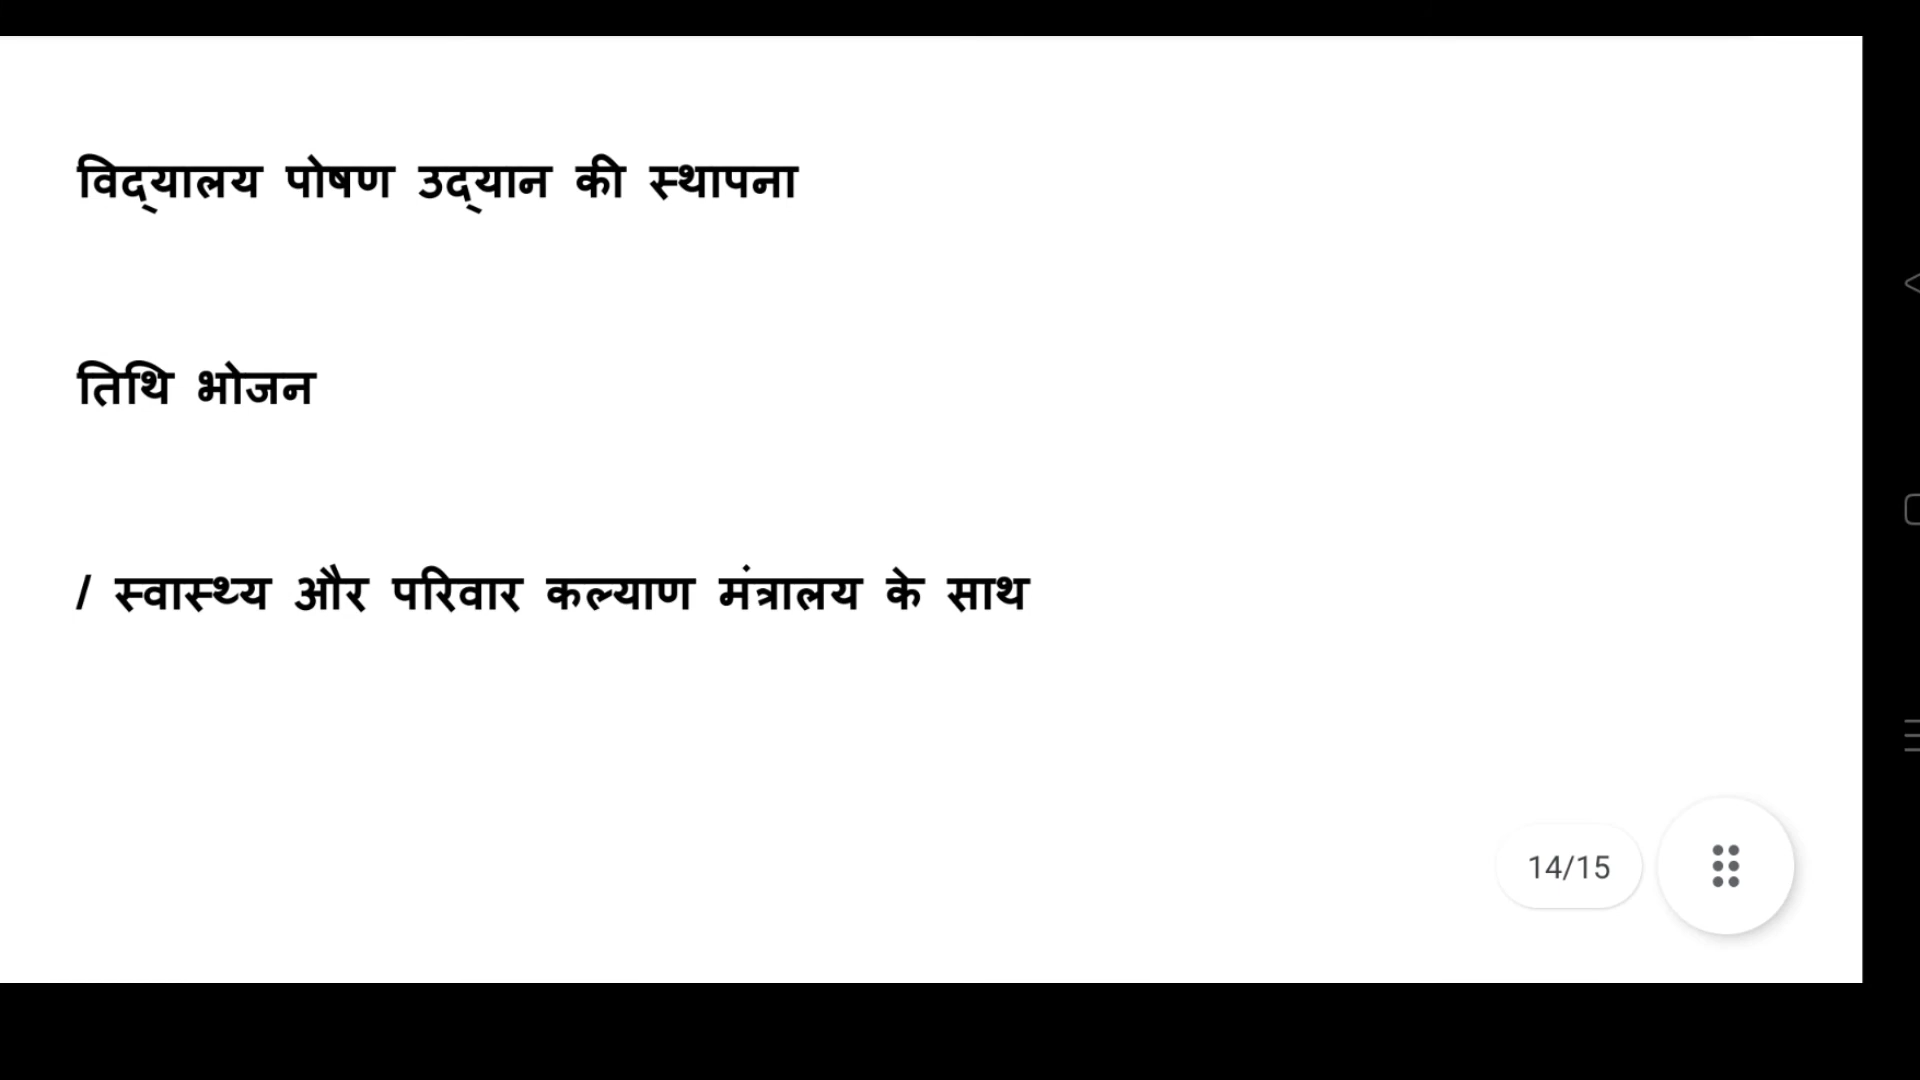 विद्यालय पोषण उद्यान की स्थापना
तिथि भोजन
/ स्वास्थ्य और परिवार कल्याण मंत्रालय के साथ
14/15